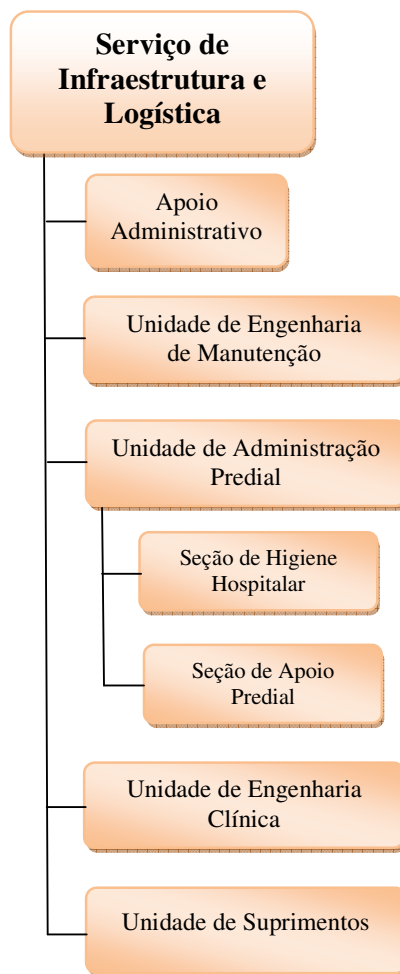 Serviço de
Infraestrutura e
Logística
Apoio
Administrativo
Unidade de Engenharia
de Manutenção
Unidade de Administração
Predial
Seção de Higiene
Hospitalar
Seção de Apoio
Predial
Unidade de Engenharia
Clínica
Unidade de Suprimentos